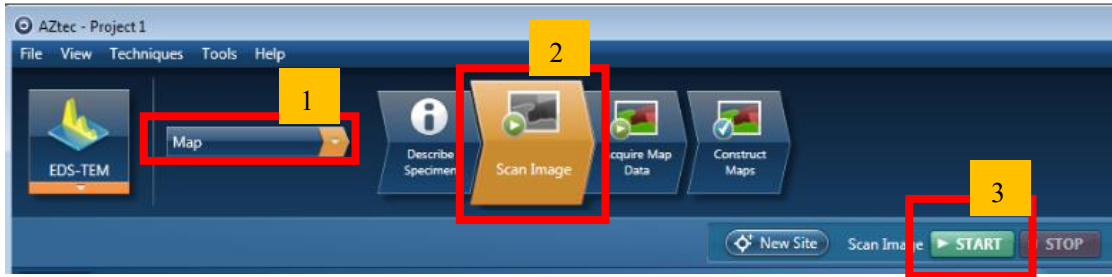 AZtec - Project 1
File View Techniques Tools Help
2
1
Map
EDS-TEM
Describe
Specimen
Scan Image
cquire Map
Data
Construct
Maps
3
New Site
Scan Image
START
STOP